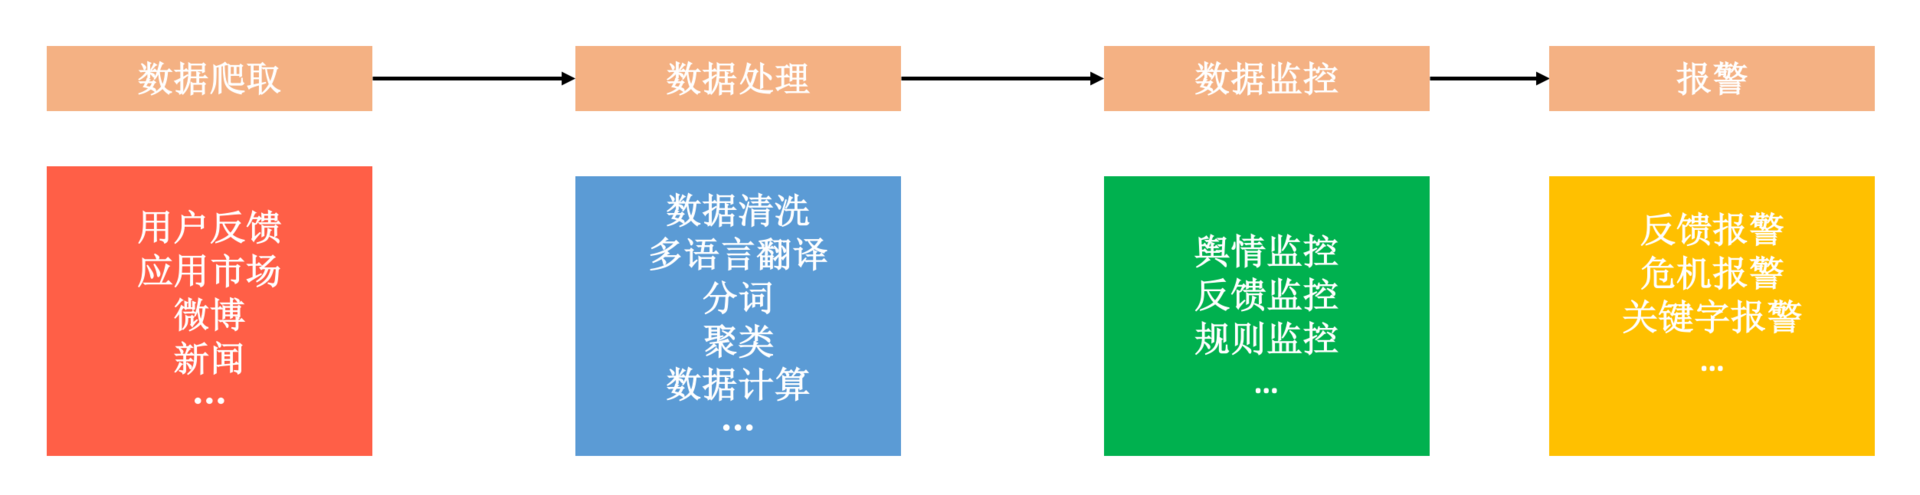 数据爬取
数据处理
数据监控
报警
用户反馈
应用市场
微博
新闻
...
数据清洗
多语言翻译
分词
聚类
数据计算
...
舆情监控
反馈监控
规则监控
...
反馈报警
危机报警
关键字报警
...